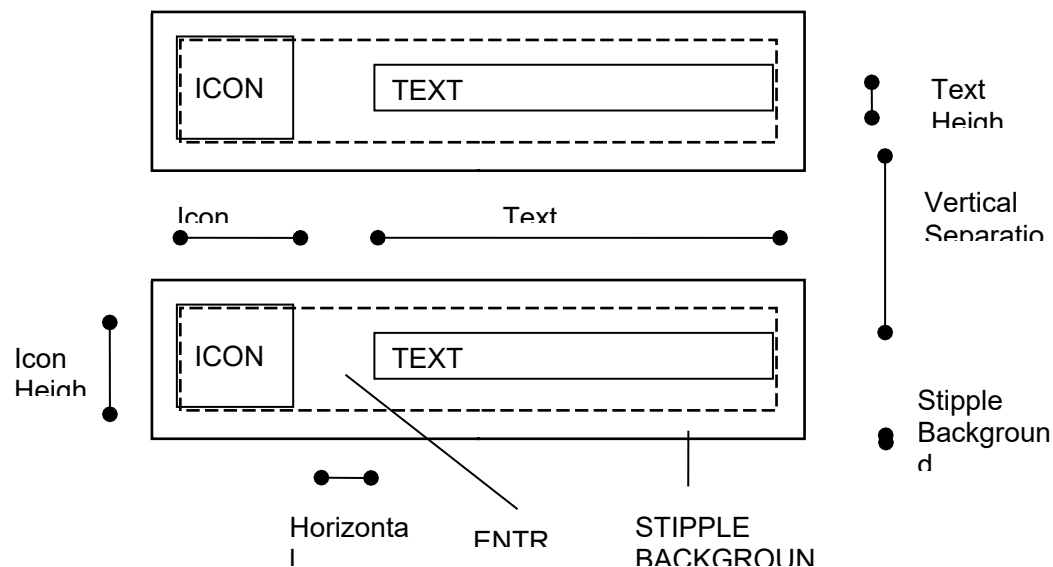 ICON
TEXT
Text
Heigh
Icon
Text
Vertical
Separatio
ICON
TEXT
Icon
Heigh
Stipple
Backgroun
d
Horizonta
l
ENTR
STIPPLE
BACKGROUN